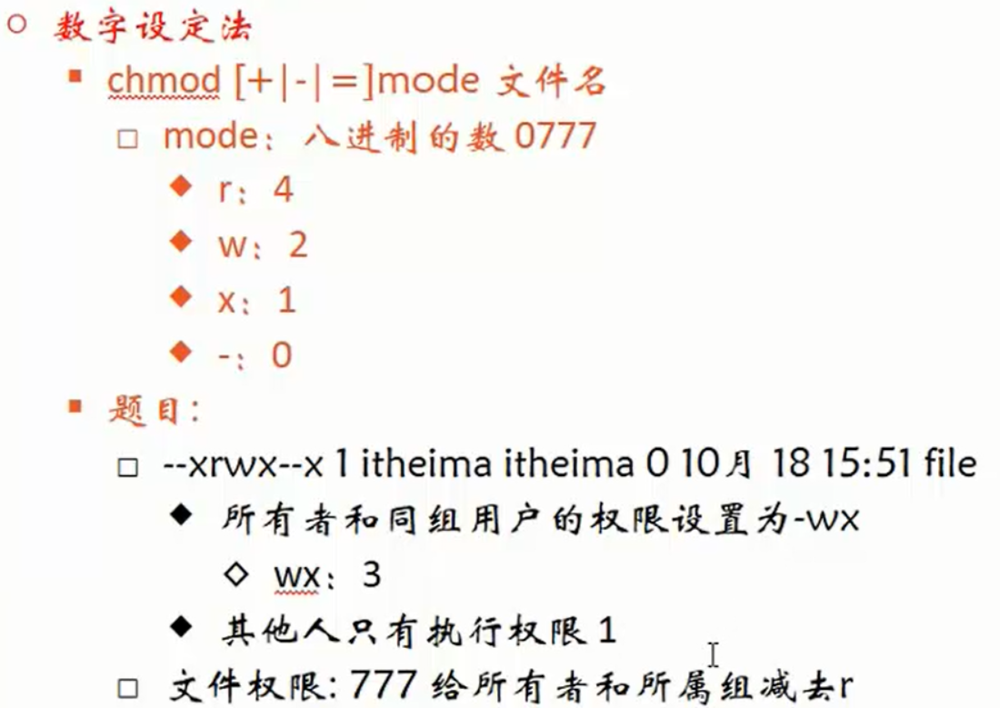 数字设定法
chmod [+|-|=]mode 文件名
mode：八进制的数 0777
r：4
w：2
x：1
-：0
题目：
--xrwx--x 1 itheima itheima 0 10月 18 15:51 file
所有者和同组用户的权限设置为-wx
wx：3
其他人只有执行权限 1
文件权限: 777 给所有者和所属组减去r